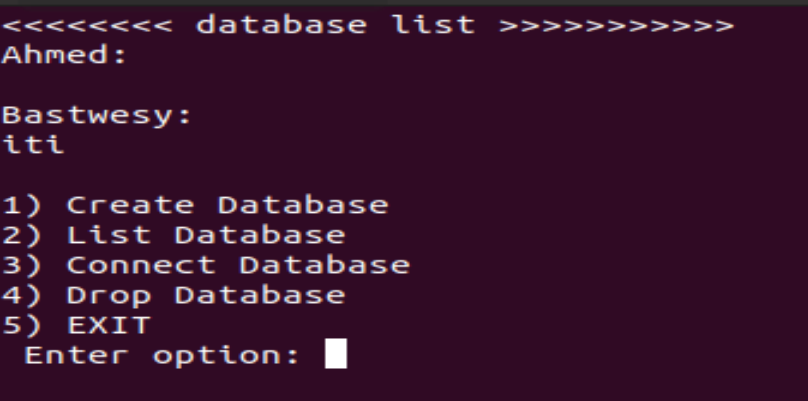 <<<<<<<< database list >>>>>>>>>>>
Ahmed:
Bastwesy:
iti
1) Create Database
2) List Database
3) Connect Database
4) Drop Database
5) EXIT
Enter option: